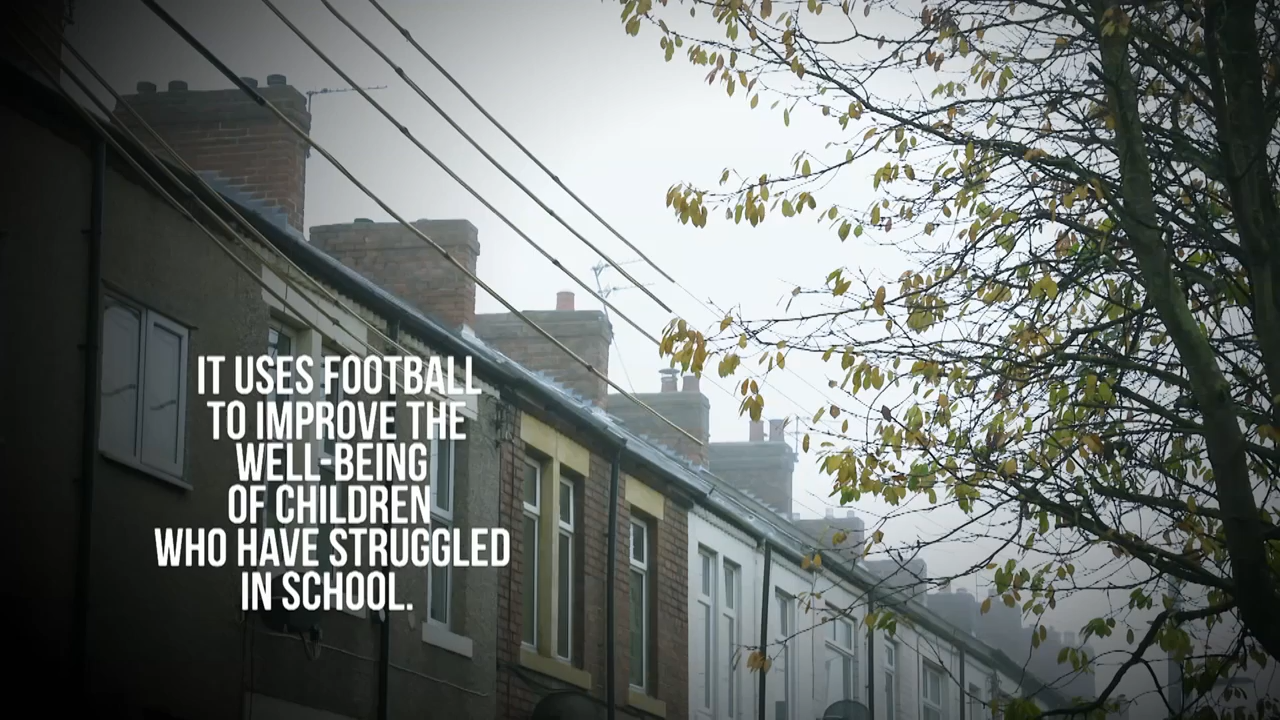 IT USES FOOTBALL
TO IMPROVE THE
WELL-BEING
OF CHILDREN
WHO HAVE STRUGGLED
IN SCHOOL.